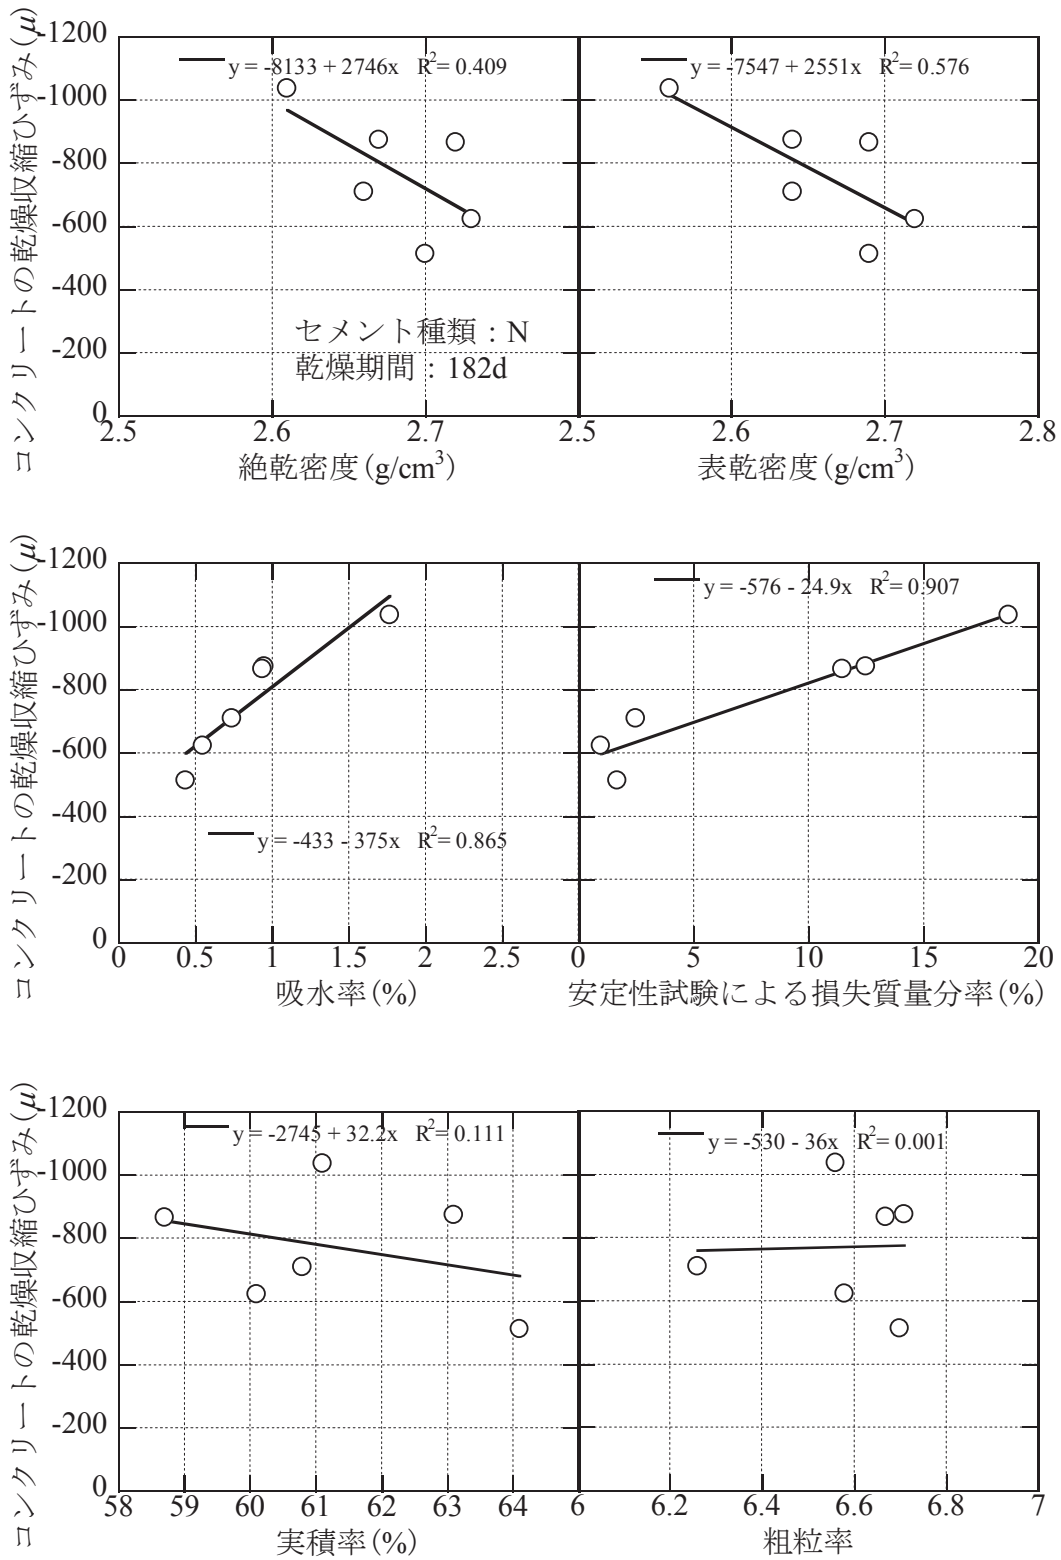 コンクリートの乾燥収縮ひずみ(μ)
-1200
-1000
-800
-600
-400
-200
0
y = -8133 + 2746x R²= 0.409
セメント種類：N
乾燥期間：182d
2.5 2.6 2.7 2.5
絶乾密度(g/cm³)
y = -7547 + 2551x R²= 0.576
2.6 2.7 2.8
表乾密度(g/cm³)
コンクリートの乾燥収縮ひずみ(μ)
-1200
-1000
-800
-600
-400
-200
0
y = -433 - 375x R²= 0.865
0 0.5 1 1.5 2 2.5
吸水率(%)
y = -576 - 24.9x R²= 0.907
0 5 10 15 20
安定性試験による損失質量分率(%)
コンクリートの乾燥収縮ひずみ(μ)
-1200
-1000
-800
-600
-400
-200
0
y = -2745 + 32.2x R²= 0.111
58 59 60 61 62 63 64
実積率(%)
y = -530 - 36x R²= 0.001
6 6.2 6.4 6.6 6.8 7
粗粒率